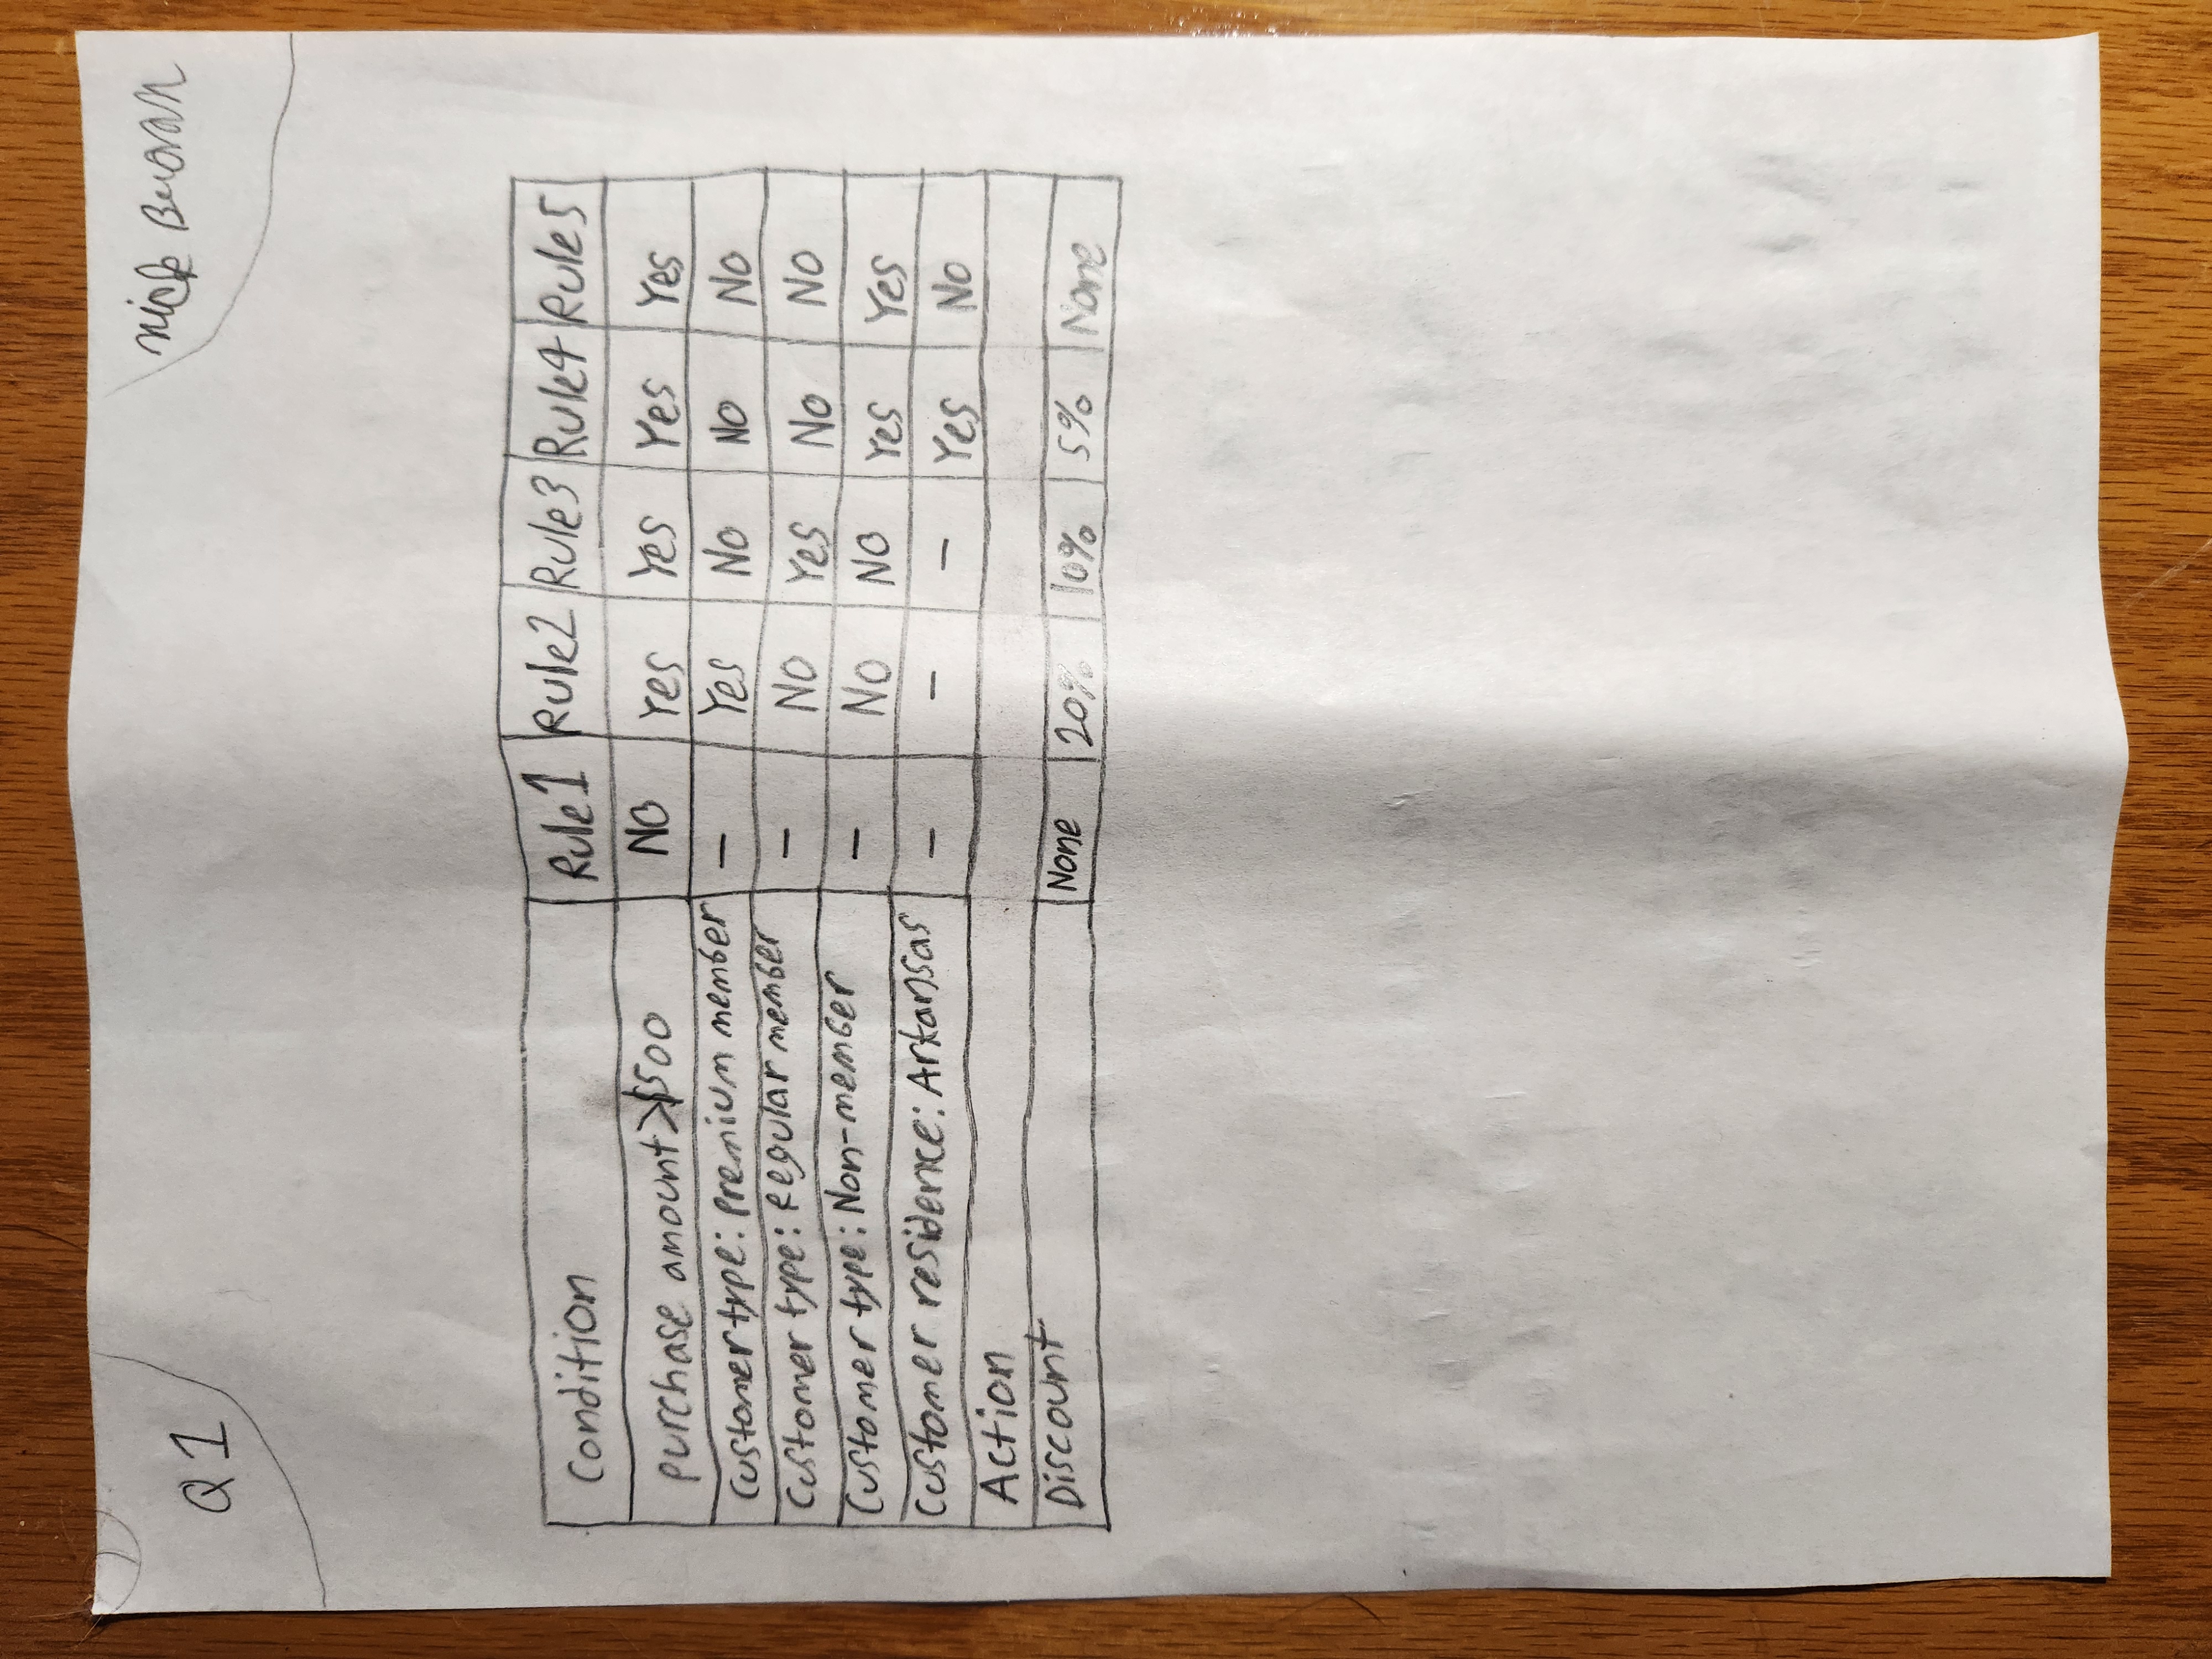 Q1
Nick Brown
Condition Rule1 Rule2 Rule3 Rule4 Rule5
purchase amount >$500 NO Yes Yes Yes Yes
Customer type: premium member – Yes NO NO NO
Customer type: Regular member – NO Yes NO NO
Customer type: Non-member – NO NO Yes Yes
Customer residence: Arkansas – – – Yes NO
Action
Discount None 20% 10% 5% None